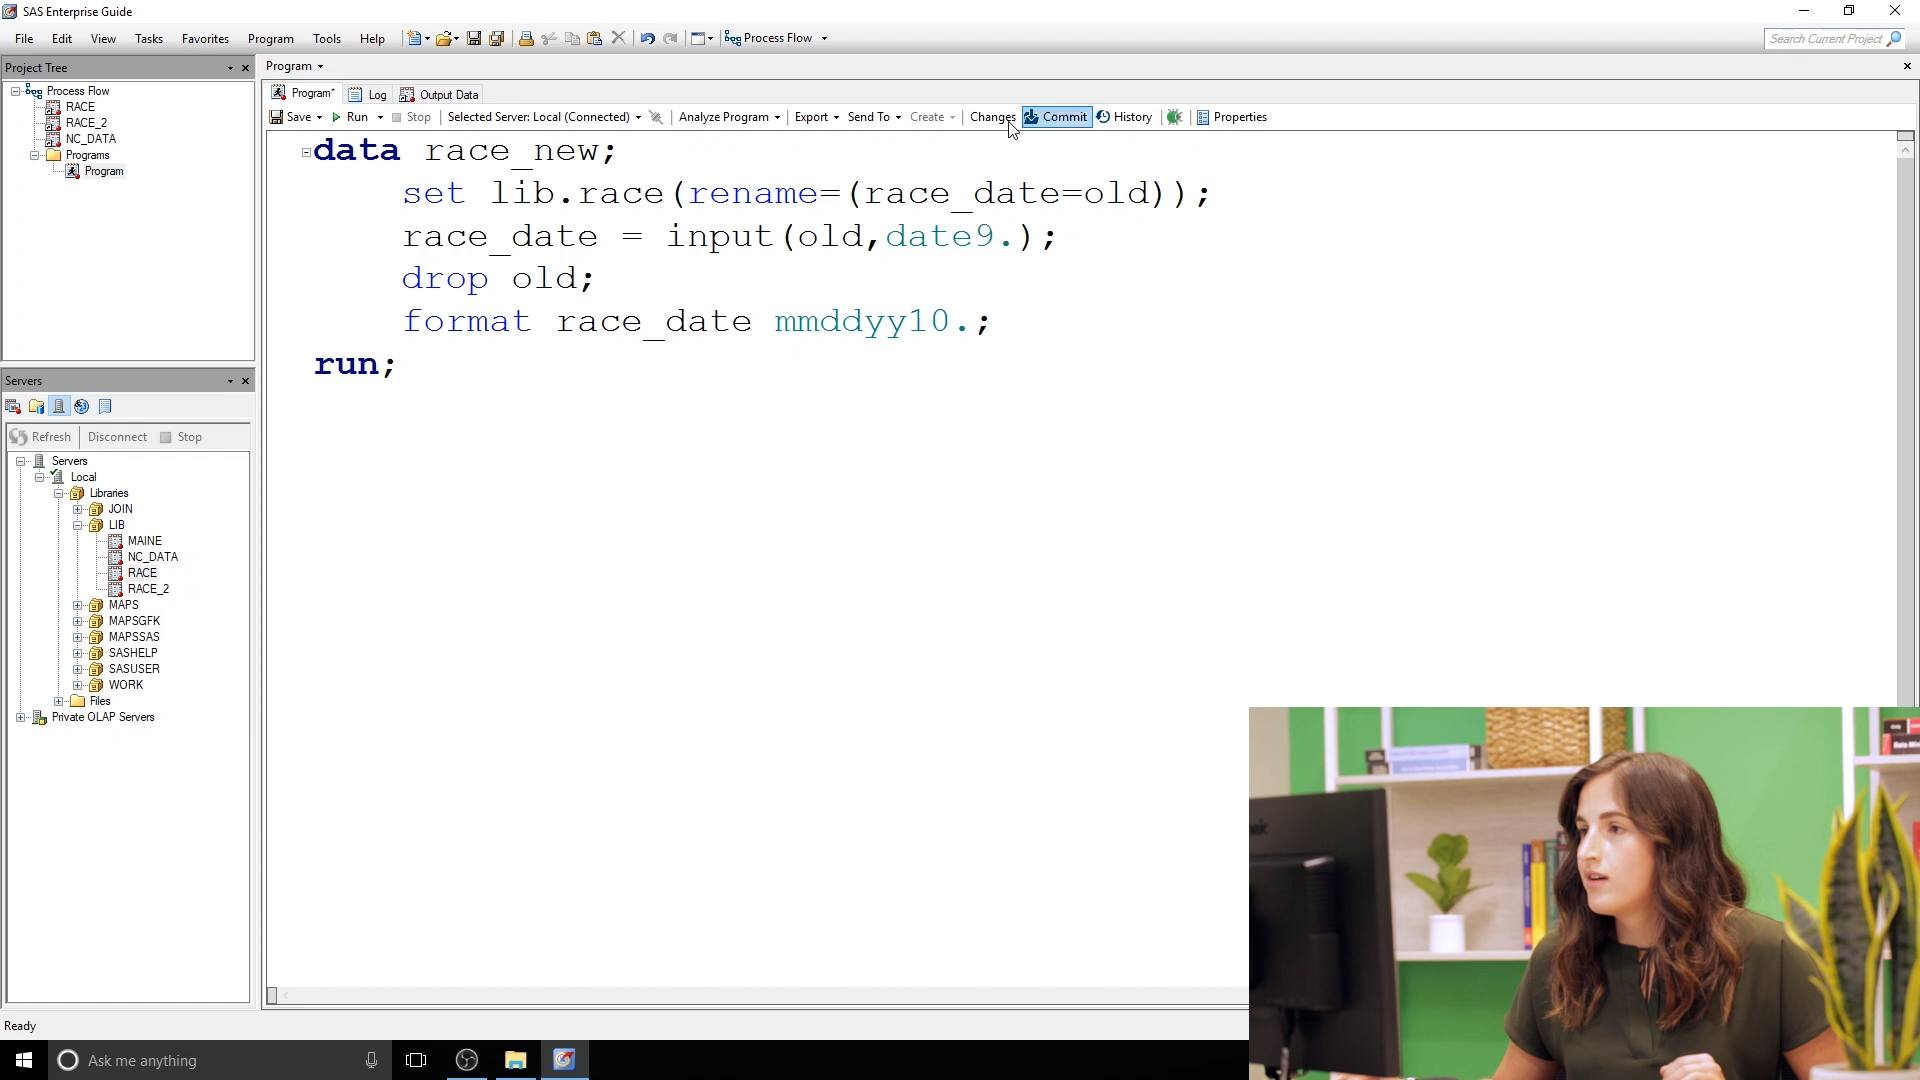 SAS Enterprise Guide
File Edit View Tasks Favorites Program Tools Help Process Flow Search Current Project
Project Tree
Process Flow
RACE
RACE_2
NC_DATA
Programs
Program
Servers
Refresh Disconnect Stop
Servers
Local
Libraries
JOIN
LIB
MAINE
NC_DATA
RACE
RACE_2
MAPS
MAPSGFK
MAPSSAS
SASHELP
SASUSER
WORK
Files
Private OLAP Servers
Program
Program* Log Output Data
Save Run Stop Selected Server: Local (Connected) Analyze Program Export Send To Create Changes Commit History Properties
data race_new;
set lib.race(rename=(race_date=old));
race_date = input(old,date9.);
drop old;
format race_date mmddyy10.;
run;
Ready
Ask me anything